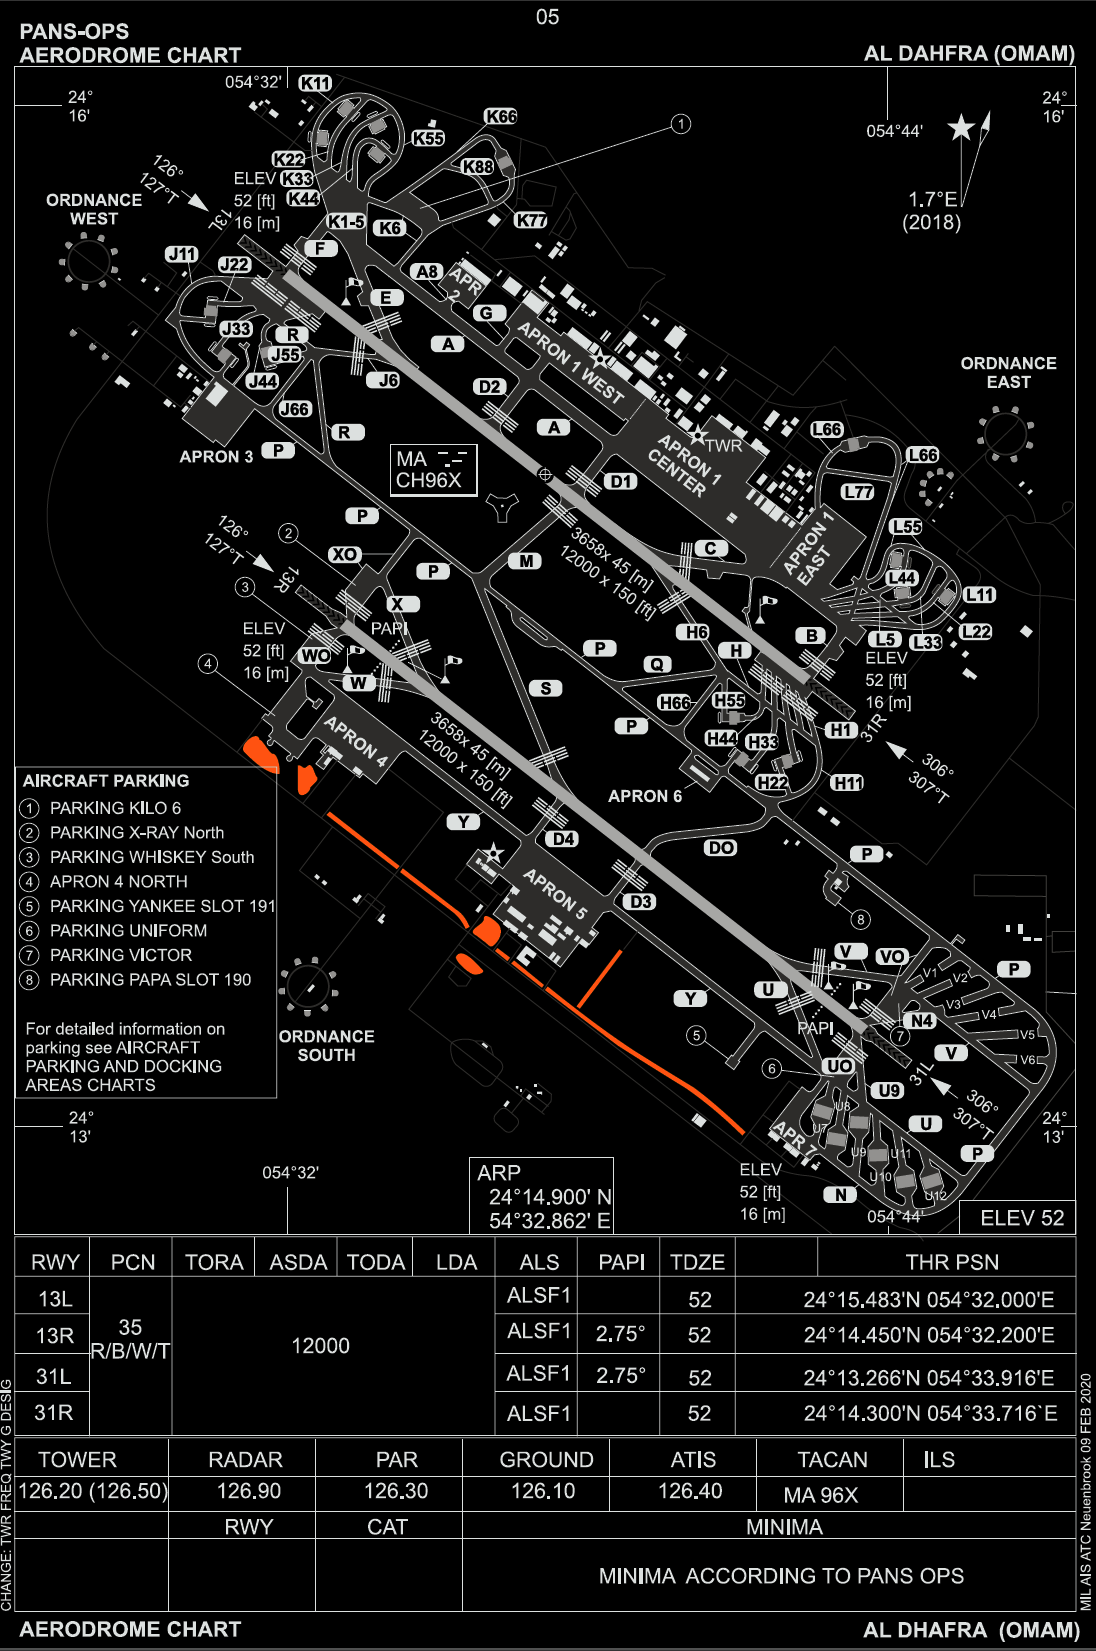 05
PANS-OPS
AERODROME CHART
AL DAHFRA (OMAM)
054°32'
24°
16'
054°44'
24°
16'
1.7°E
(2018)
126°
127°T
13L
ELEV
52 [ft]
16 [m]
ORDNANCE
WEST
K11
K66
K55
K22
K33
K44
K88
K77
K1-5
K6
1
J11
J22
F
A8
APR
2
E
G
J33
R
J55
A
J44
J6
D2
J66
R
A
P
APRON 3
APRON 1 WEST
APRON 1
CENTER
TWR
ORDNANCE
EAST
L66
L66
L77
L55
L44
L11
L22
L5
L33
APRON 1
EAST
MA
CH96X
D1
P
M
C
3658x 45 [m]
12000 x 150 [ft]
126°
127°T
13R
2
3
4
XO
P
X
PAPI
ELEV
52 [ft]
16 [m]
WO
W
H6
H
B
P
Q
S
H66
H55
H44
H33
H22
H1
H11
P
ELEV
52 [ft]
16 [m]
31R
306°
307°T
APRON 4
3658x 45 [m]
12000 x 150 [ft]
APRON 6
Y
D4
DO
P
APRON 5
D3
8
V
VO
P
U
Y
N4
V
V1
V2
V3
V4
V5
V6
PAPI
7
5
6
UO
U9
31L
306°
307°T
U
P
N
APR 7
U7
U8
U9
U10
U11
U12
ELEV
52 [ft]
16 [m]
AIRCRAFT PARKING
1 PARKING KILO 6
2 PARKING X-RAY North
3 PARKING WHISKEY South
4 APRON 4 NORTH
5 PARKING YANKEE SLOT 191
6 PARKING UNIFORM
7 PARKING VICTOR
8 PARKING PAPA SLOT 190
For detailed information on
parking see AIRCRAFT
PARKING AND DOCKING
AREAS CHARTS
ORDNANCE
SOUTH
24°
13'
054°32'
ARP
24°14.900' N
54°32.862' E
054°44'
24°
13'
ELEV 52
RWY PCN TORA ASDA TODA LDA ALS PAPI TDZE THR PSN
13L ALSF1 52 24°15.483'N 054°32.000'E
13R 35 R/B/W/T 12000 ALSF1 2.75° 52 24°14.450'N 054°32.200'E
31L ALSF1 2.75° 52 24°13.266'N 054°33.916'E
31R ALSF1 52 24°14.300'N 054°33.716`E
TOWER RADAR PAR GROUND ATIS TACAN ILS
126.20 (126.50) 126.90 126.30 126.10 126.40 MA 96X
RWY CAT MINIMA
MINIMA ACCORDING TO PANS OPS
CHANGE: TWR FREQ TWY G DESIG
MIL AIS ATC Neuenbrook 09 FEB 2020
AERODROME CHART
AL DHAFRA (OMAM)